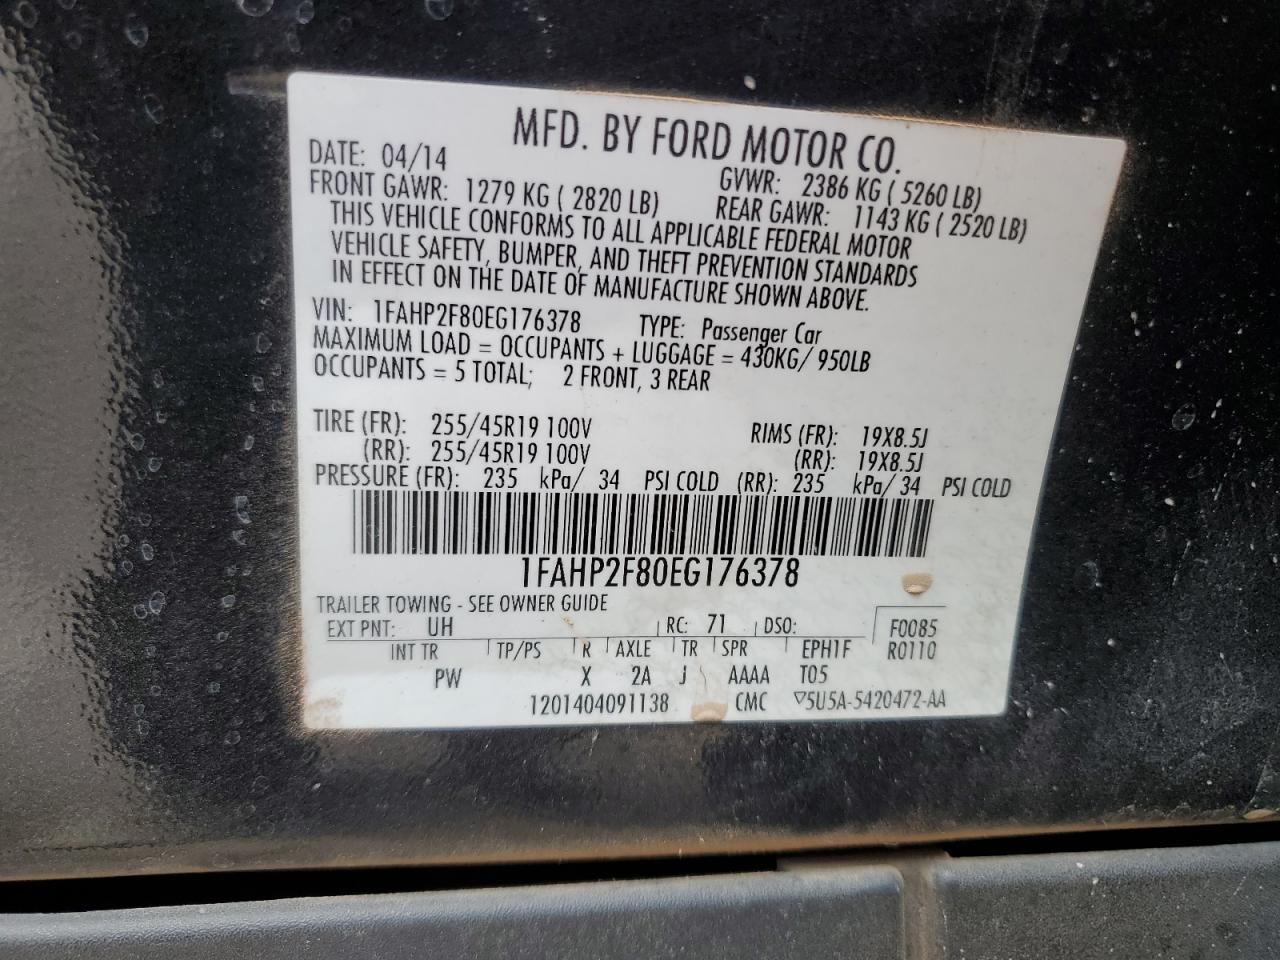 MFD. BY FORD MOTOR CO.
DATE: 04/14 GVWR: 2386 KG ( 5260 LB)
FRONT GAWR: 1279 KG ( 2820 LB) REAR GAWR: 1143 KG ( 2520 LB)
THIS VEHICLE CONFORMS TO ALL APPLICABLE FEDERAL MOTOR
VEHICLE SAFETY, BUMPER, AND THEFT PREVENTION STANDARDS
IN EFFECT ON THE DATE OF MANUFACTURE SHOWN ABOVE.
VIN: 1FAHP2F80EG176378 TYPE: Passenger Car
MAXIMUM LOAD = OCCUPANTS + LUGGAGE = 430KG/ 950LB
OCCUPANTS = 5 TOTAL; 2 FRONT, 3 REAR
TIRE (FR): 255/45R19 100V RIMS (FR): 19X8.5J
(RR): 255/45R19 100V (RR): 19X8.5J
PRESSURE (FR): 235 kPa/ 34 PSI COLD (RR): 235 kPa/ 34 PSI COLD
1FAHP2F80EG176378
TRAILER TOWING - SEE OWNER GUIDE
EXT PNT: UH RC: 71 DSO: F0085
INT TR TP/PS R AXLE TR SPR EPH1F R0110
PW X 2A J AAAA T05
1201404091138 CMC ▽5U5A-5420472-AA